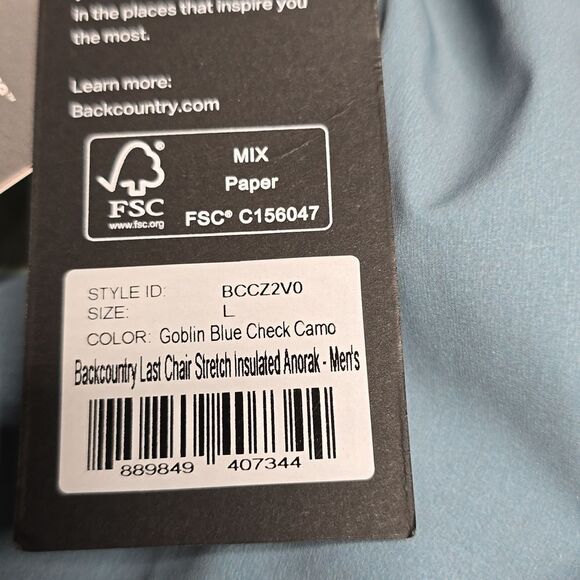 in the places that inspire you
the most.
Learn more:
Backcountry.com
FSC
www.fsc.org
MIX
Paper
FSC® C156047
STYLE ID: BCCZ2V0
SIZE: L
COLOR: Goblin Blue Check Camo
Backcountry Last Chair Stretch Insulated Anorak - Men's
889849 407344